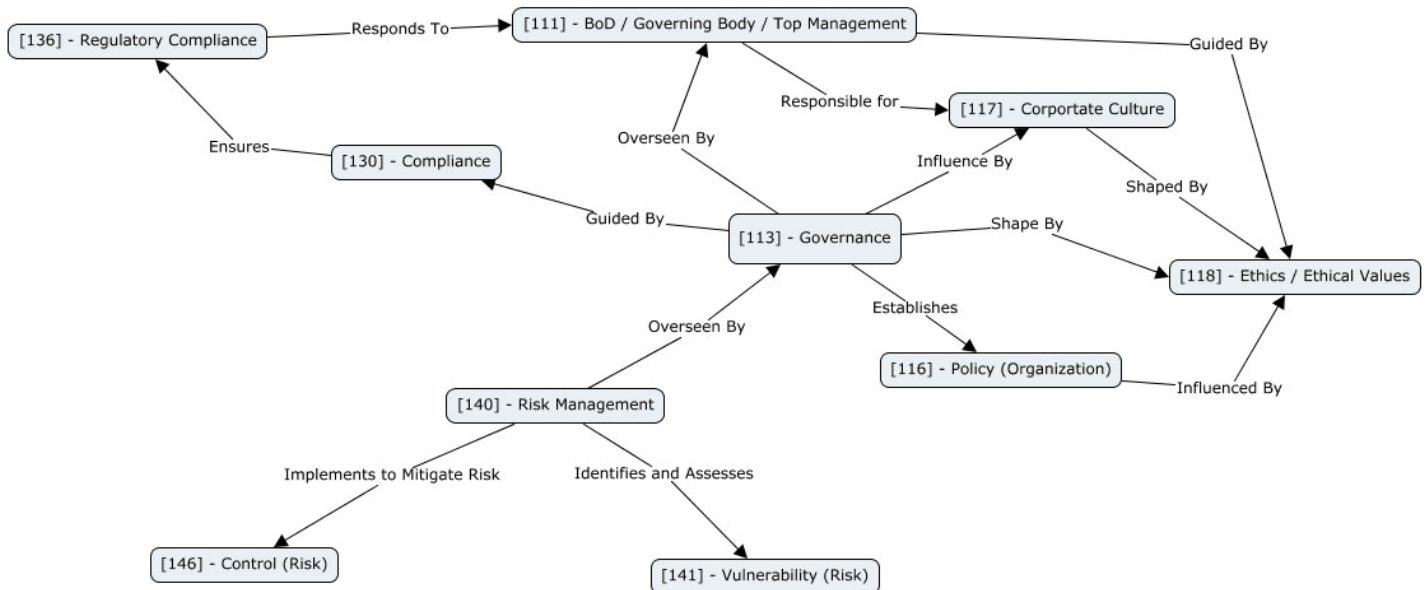 [111] - BoD / Governing Body / Top Management
[136] - Regulatory Compliance
Responds To
Guided By
Responsible for
[117] - Corportate Culture
Overseen By
Ensures
[130] - Compliance
Influence By
Shaped By
Guided By
Shape By
[113] - Governance
[118] - Ethics / Ethical Values
Establishes
Overseen By
[116] - Policy (Organization)
Influenced By
[140] - Risk Management
Implements to Mitigate Risk
Identifies and Assesses
[146] - Control (Risk)
[141] - Vulnerability (Risk)